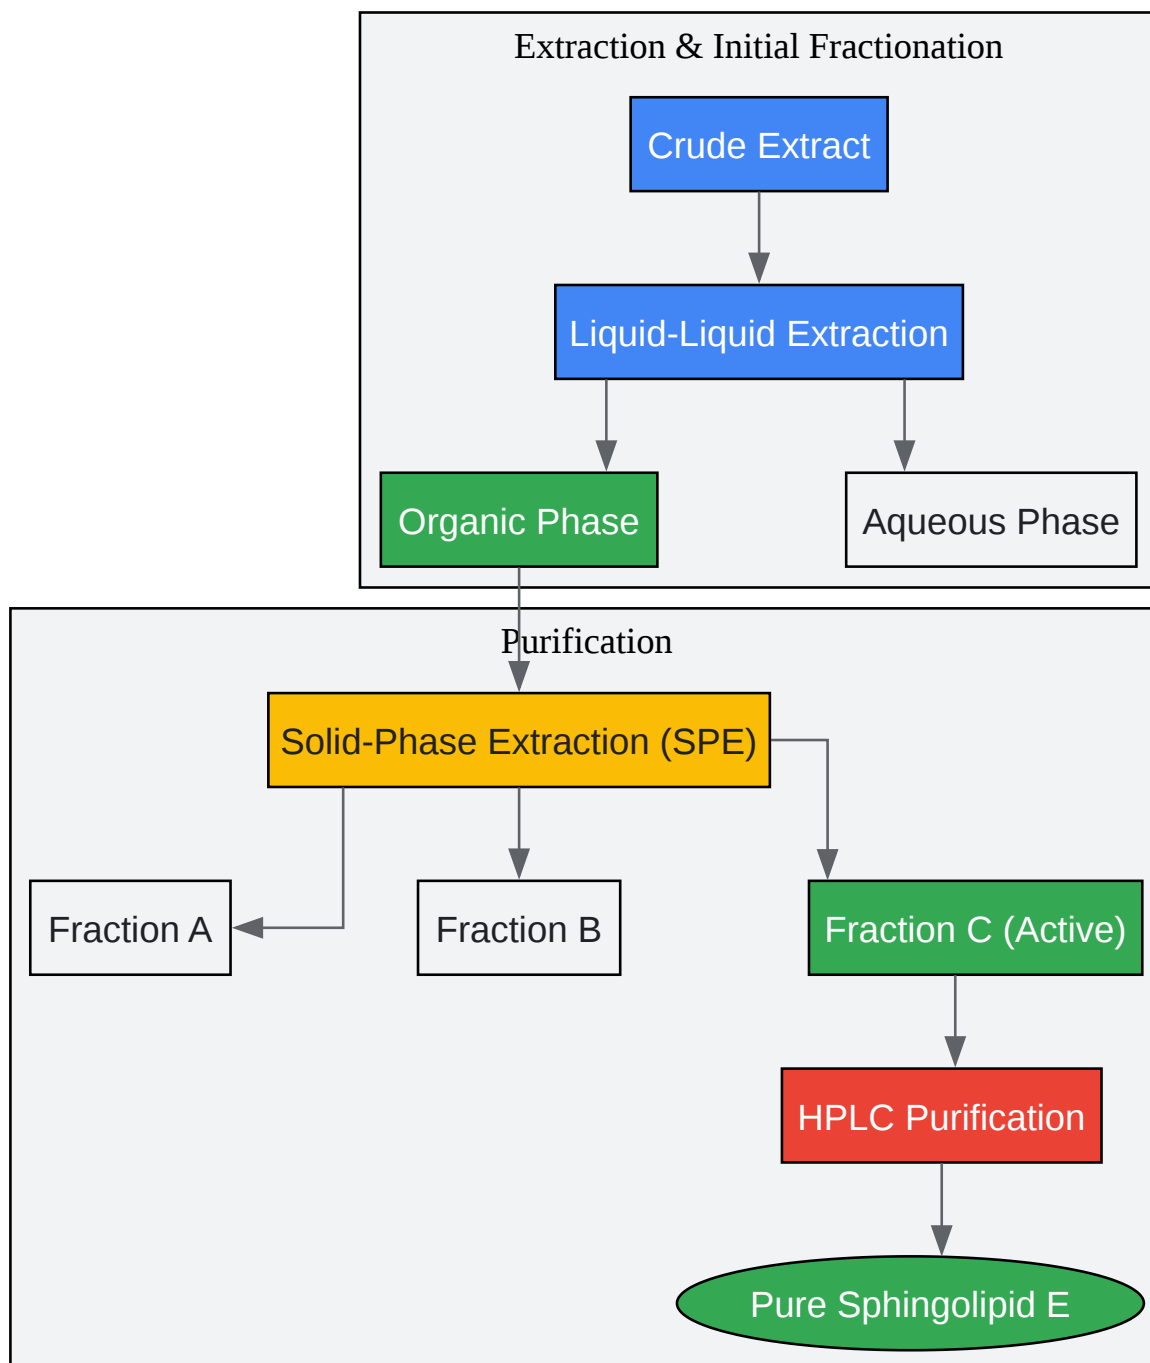 Extraction & Initial Fractionation
Crude Extract
Liquid-Liquid Extraction
Organic Phase
Aqueous Phase
Purification
Solid-Phase Extraction (SPE)
Fraction A
Fraction B
Fraction C (Active)
HPLC Purification
Pure Sphingolipid E